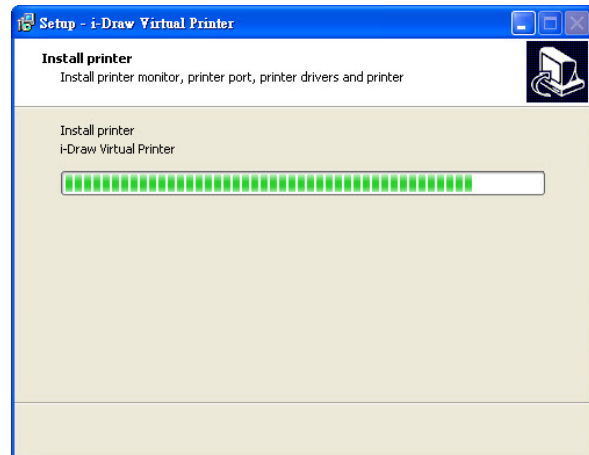 Setup - i-Draw Virtual Printer
Install printer
Install printer monitor, printer port, printer drivers and printer
Install printer
i-Draw Virtual Printer